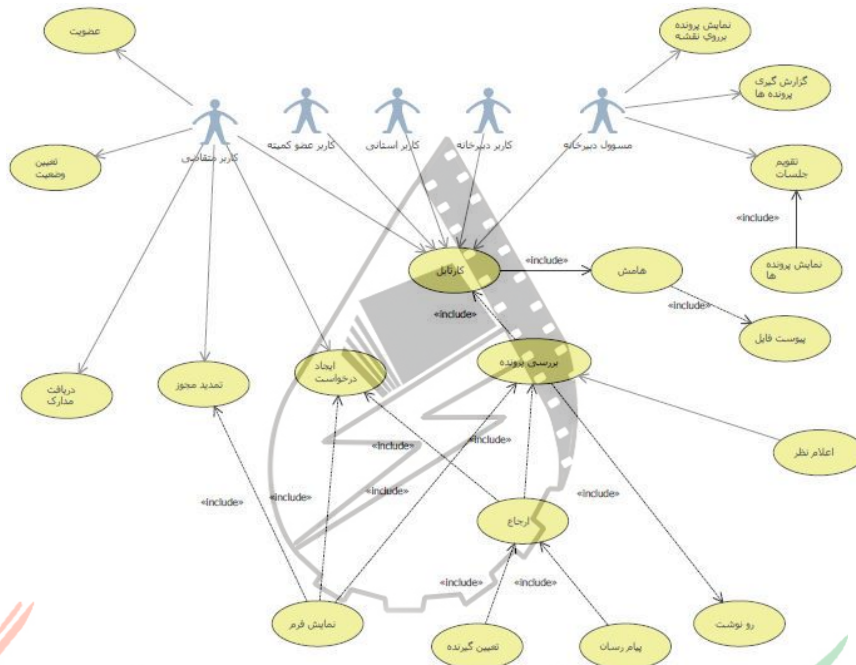 عضویت
نمایش پرونده
برروی نقشه
گزارش گیری
پرونده ها
کاربر متقاضی
کاربر عضو کمیته
کاربر استانی
کاربر دبیرخانه
مسوول دبیرخانه
تعیین
وضعیت
تقویم
جلسات
«include»
کارتابل
«include»
هامش
نمایش پرونده
ها
«include»
«include»
پیوست فایل
دریافت
مدارک
تمدید مجوز
ایجاد
درخواست
بررسی پرونده
«include»
«include»
اعلام نظر
«include»
«include»
«include»
«include»
ارجاع
«include»
«include»
نمایش فرم
تعیین گیرنده
پیام رسان
رو نوشت